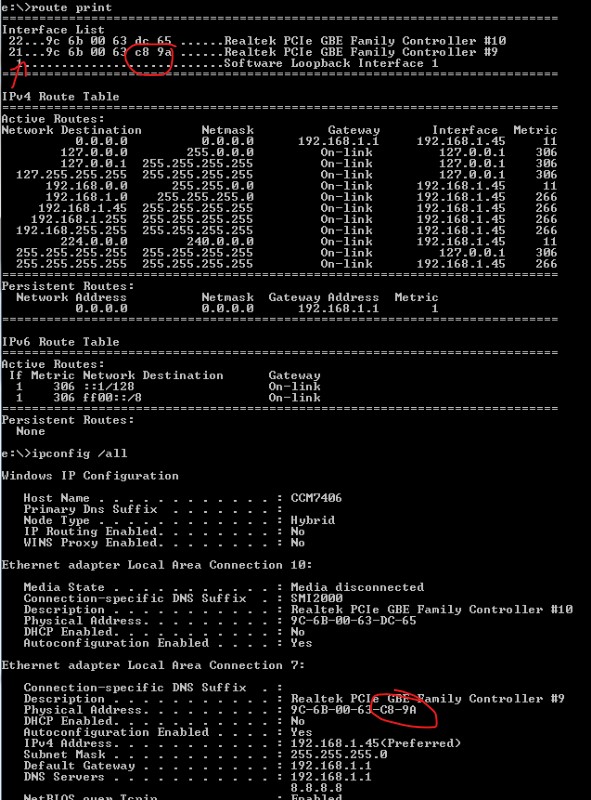 e:\>route print
===========================================================================
Interface List
 22...9c 6b 00 63 dc 65 ......Realtek PCIe GBE Family Controller #10
 21...9c 6b 00 63 c8 9a ......Realtek PCIe GBE Family Controller #9
  1...........................Software Loopback Interface 1
===========================================================================
IPv4 Route Table
===========================================================================
Active Routes:
Network Destination        Netmask          Gateway       Interface  Metric
          0.0.0.0          0.0.0.0      192.168.1.1     192.168.1.45     11
        127.0.0.0        255.0.0.0         On-link         127.0.0.1    306
        127.0.0.1  255.255.255.255         On-link         127.0.0.1    306
  127.255.255.255  255.255.255.255         On-link         127.0.0.1    306
      192.168.0.0      255.255.0.0         On-link      192.168.1.45     11
      192.168.1.0    255.255.255.0         On-link      192.168.1.45    266
     192.168.1.45  255.255.255.255         On-link      192.168.1.45    266
    192.168.1.255  255.255.255.255         On-link      192.168.1.45    266
  192.168.255.255  255.255.255.255         On-link      192.168.1.45    266
        224.0.0.0        240.0.0.0         On-link      192.168.1.45     11
  255.255.255.255  255.255.255.255         On-link         127.0.0.1    306
  255.255.255.255  255.255.255.255         On-link      192.168.1.45    266
===========================================================================
Persistent Routes:
  Network Address          Netmask  Gateway Address  Metric
          0.0.0.0          0.0.0.0      192.168.1.1       1
===========================================================================
IPv6 Route Table
===========================================================================
Active Routes:
 If Metric Network Destination      Gateway
  1    306 ::1/128                  On-link
  1    306 ff00::/8                 On-link
===========================================================================
Persistent Routes:
  None
e:\>ipconfig /all
Windows IP Configuration
   Host Name . . . . . . . . . . . . : CCM7406
   Primary Dns Suffix  . . . . . . . :
   Node Type . . . . . . . . . . . . : Hybrid
   IP Routing Enabled. . . . . . . . : No
   WINS Proxy Enabled. . . . . . . . : No
Ethernet adapter Local Area Connection 10:
   Media State . . . . . . . . . . . : Media disconnected
   Connection-specific DNS Suffix  . : SMI2000
   Description . . . . . . . . . . . : Realtek PCIe GBE Family Controller #10
   Physical Address. . . . . . . . . : 9C-6B-00-63-DC-65
   DHCP Enabled. . . . . . . . . . . : No
   Autoconfiguration Enabled . . . . : Yes
Ethernet adapter Local Area Connection 7:
   Connection-specific DNS Suffix  . :
   Description . . . . . . . . . . . : Realtek PCIe GBE Family Controller #9
   Physical Address. . . . . . . . . : 9C-6B-00-63-C8-9A
   DHCP Enabled. . . . . . . . . . . : No
   Autoconfiguration Enabled . . . . : Yes
   IPv4 Address. . . . . . . . . . . : 192.168.1.45(Preferred)
   Subnet Mask . . . . . . . . . . . : 255.255.255.0
   Default Gateway . . . . . . . . . : 192.168.1.1
   DNS Servers . . . . . . . . . . . : 192.168.1.1
                                       8.8.8.8
   NetBIOS over Tcpip. . . . . . . . : Enabled